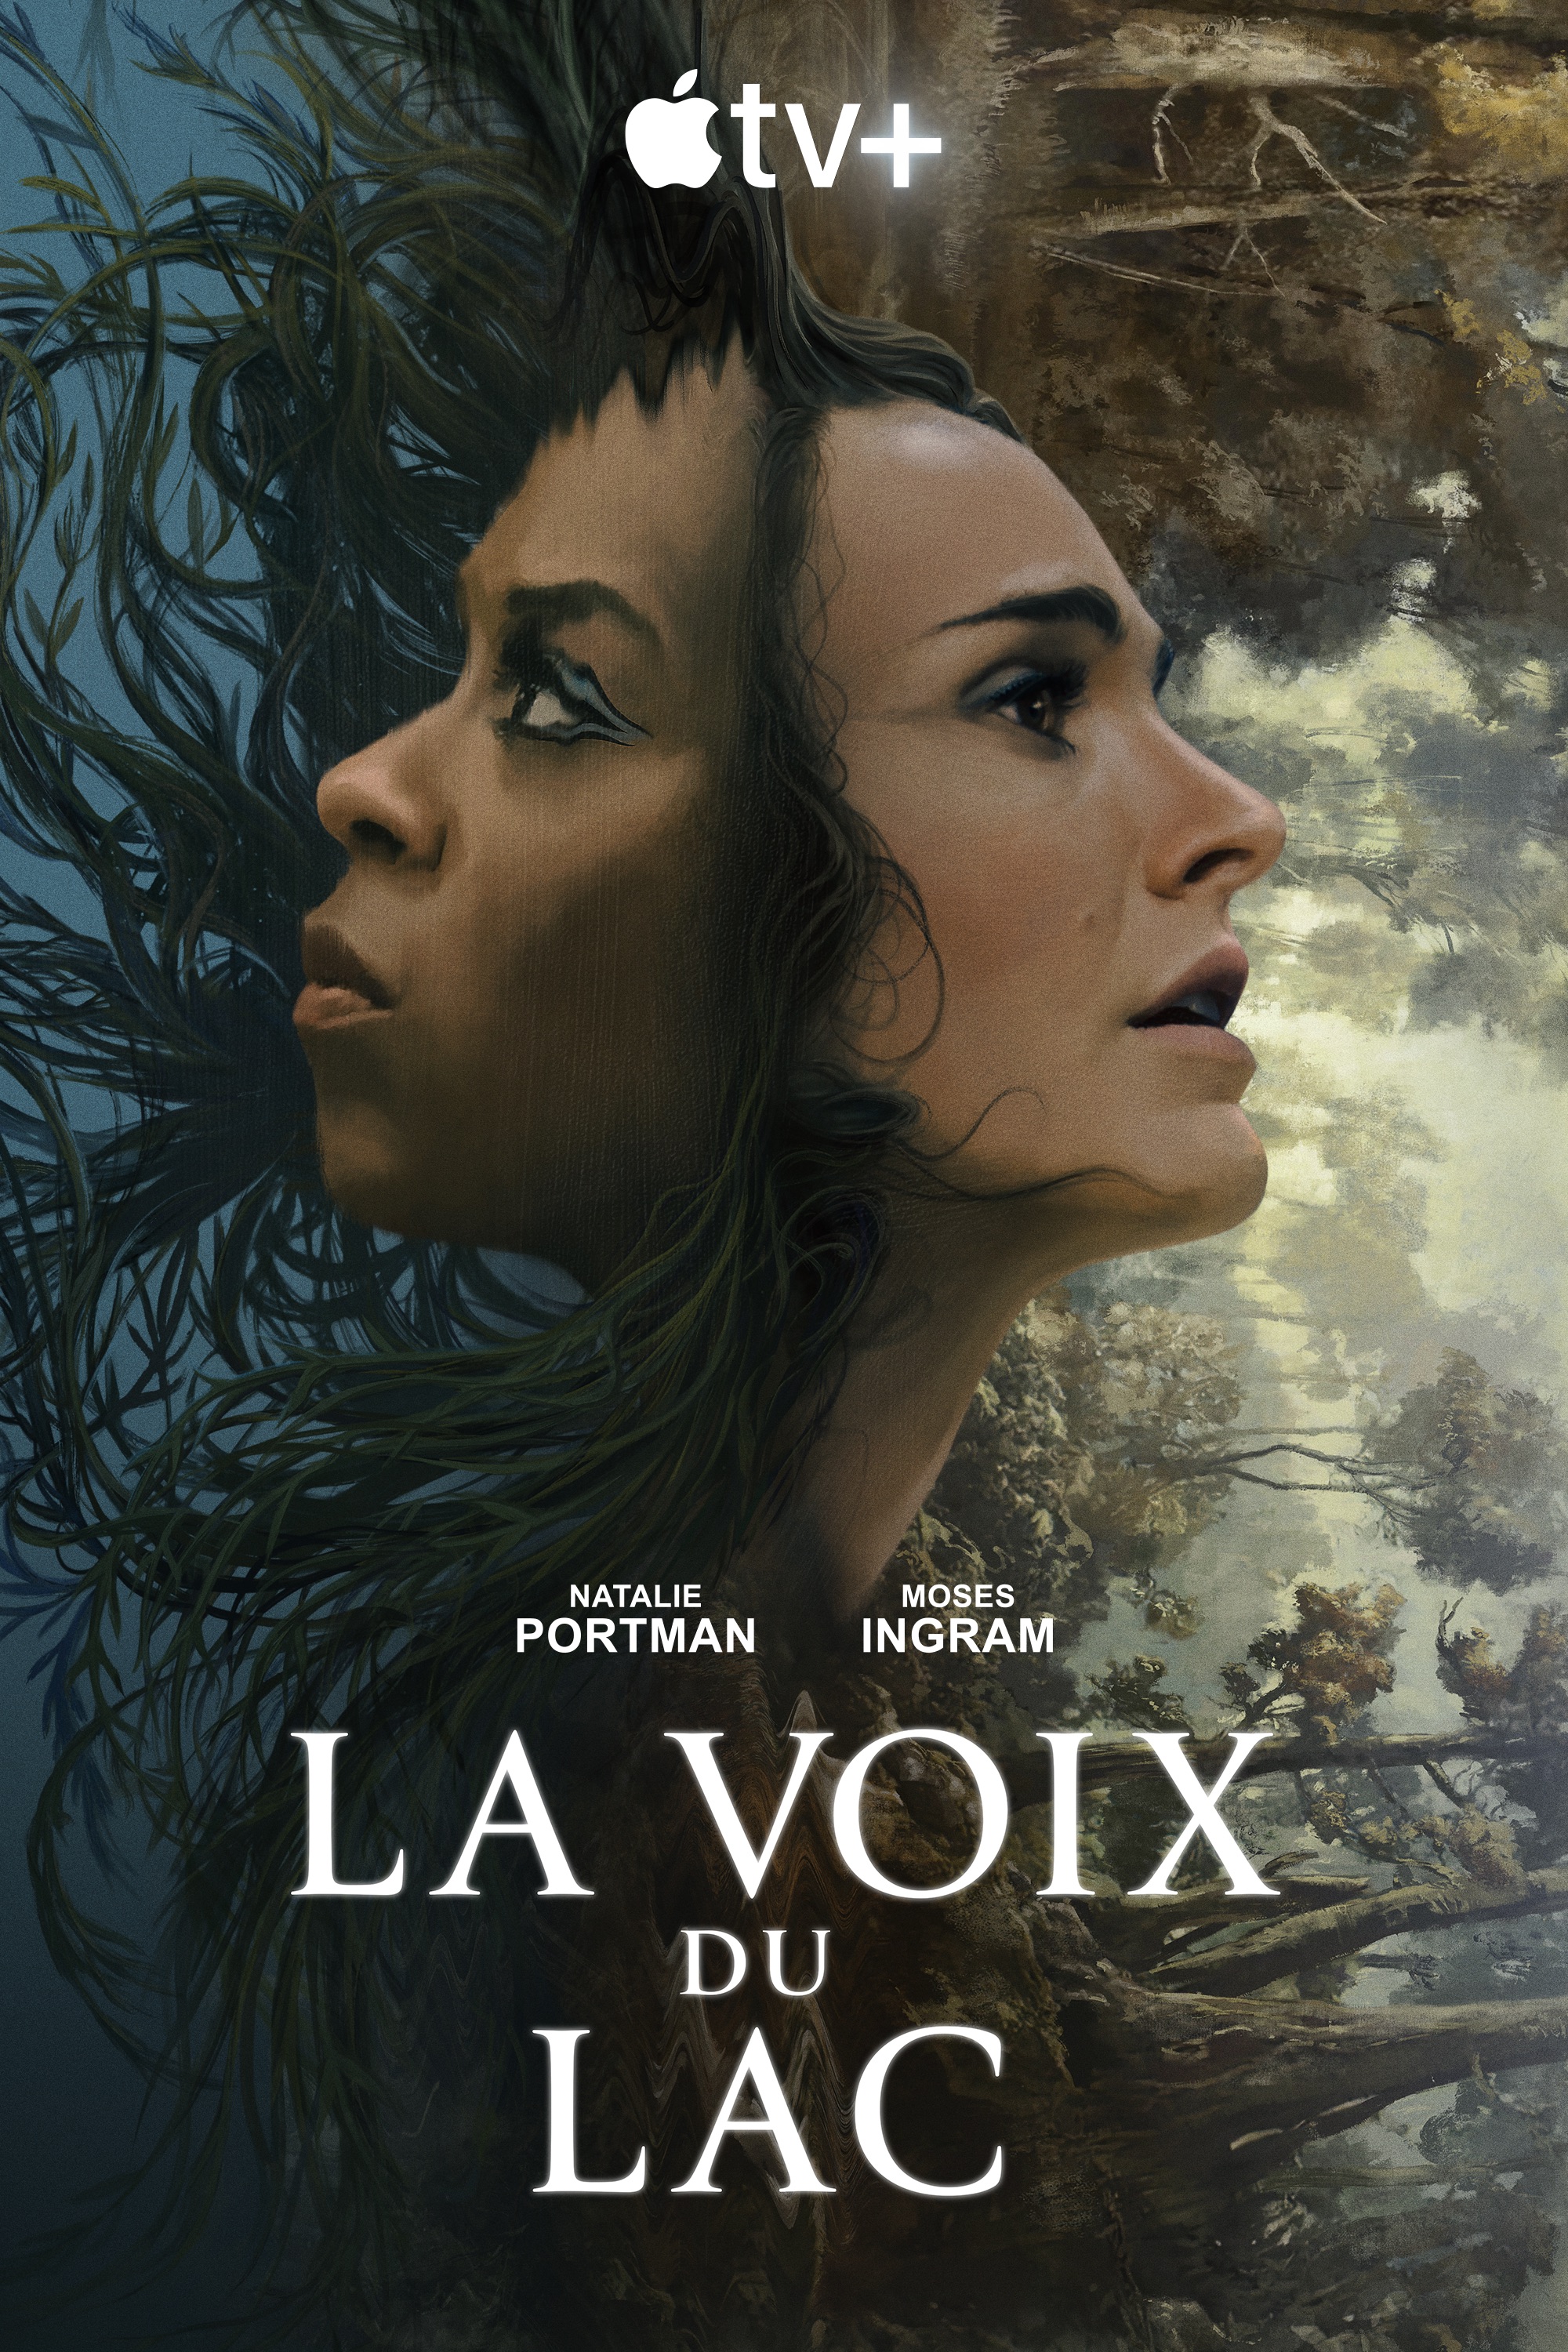 tv+
NATALIE MOSES
PORTMAN INGRAM
LA VOIX
DU
LAC